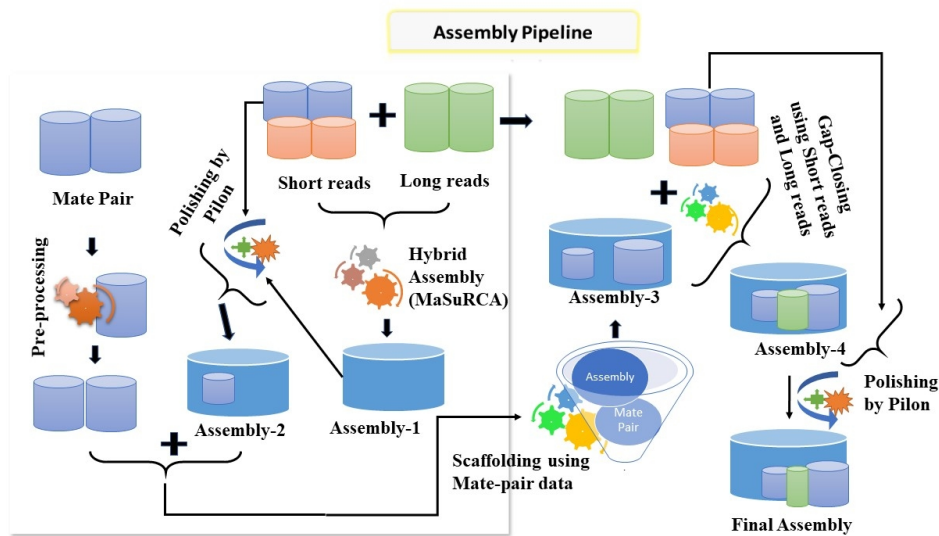 Assembly Pipeline
Mate Pair
Pre-processing
Polishing by
Pilon
Short reads
Long reads
Hybrid
Assembly
(MaSuRCA)
Assembly-2
Assembly-1
Scaffolding using
Mate-pair data
Assembly
Mate
Pair
Assembly-3
Gap-Closing
using Short reads
and Long reads
Assembly-4
Polishing
by Pilon
Final Assembly